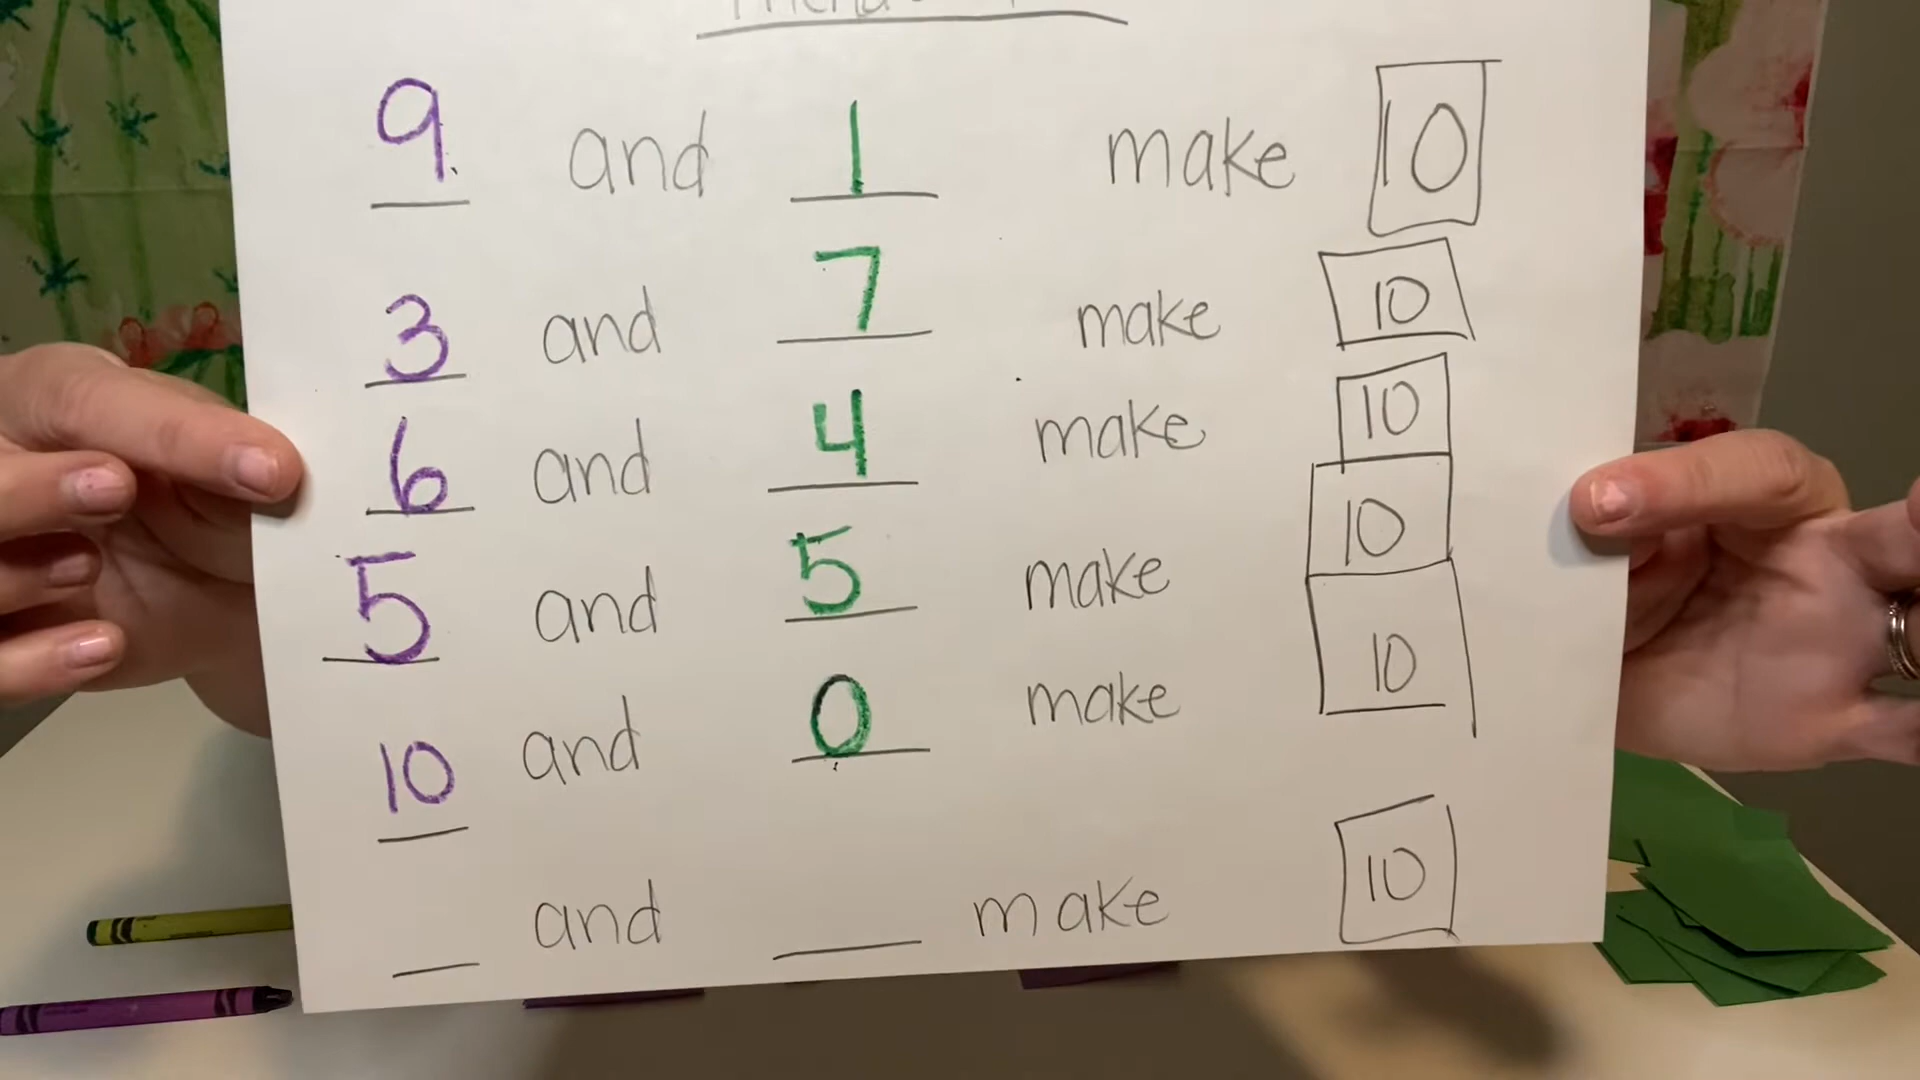 9 and 1 make 10
3 and 7 make 10
6 and 4 make 10
5 and 5 make 10
10 and 0 make 10
and make 10